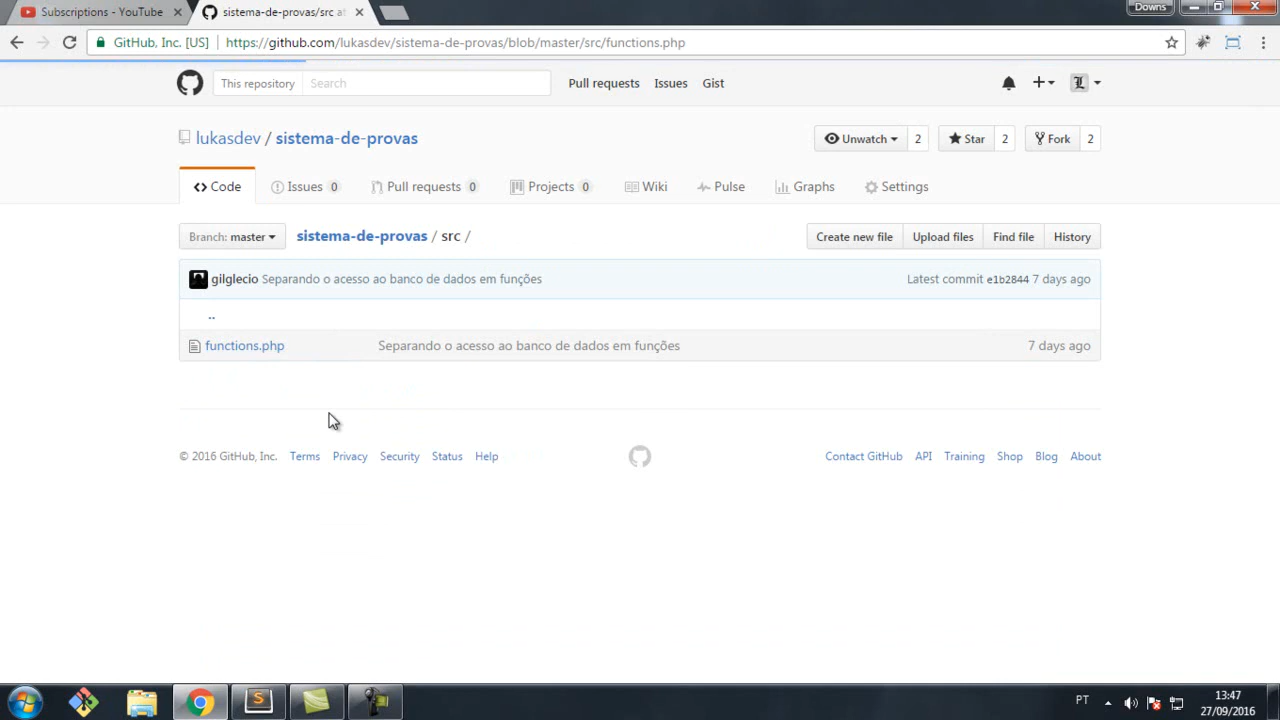 Subscriptions - YouTube
sistema-de-provas/src at
Downs
GitHub, Inc. [US]
https://github.com/lukasdev/sistema-de-provas/blob/master/src/functions.php
This repository
Search
Pull requests
Issues
Gist
lukasdev / sistema-de-provas
Unwatch 2
Star 2
Fork 2
Code
Issues 0
Pull requests 0
Projects 0
Wiki
Pulse
Graphs
Settings
Branch: master
sistema-de-provas / src /
Create new file
Upload files
Find file
History
gilglecio Separando o acesso ao banco de dados em funções
Latest commit e1b2844 7 days ago
..
functions.php
Separando o acesso ao banco de dados em funções
7 days ago
© 2016 GitHub, Inc.
Terms
Privacy
Security
Status
Help
Contact GitHub
API
Training
Shop
Blog
About
PT
13:47
27/09/2016